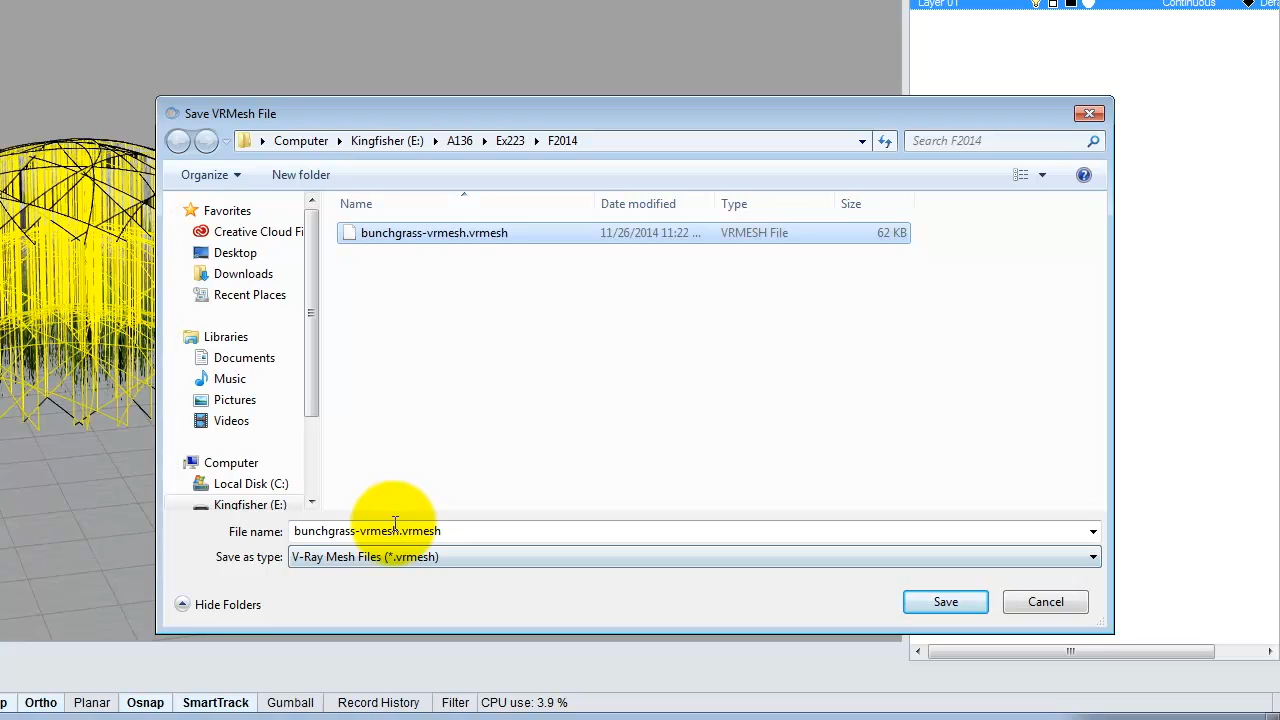 Layer 01 Continuous
Save VRMesh File
Computer Kingfisher (E:) A136 Ex223 F2014
Search F2014
Organize New folder
Name Date modified Type Size
Favorites
Creative Cloud Fi
Desktop
Downloads
Recent Places
Libraries
Documents
Music
Pictures
Videos
Computer
Local Disk (C:)
Kingfisher (E:)
bunchgrass-vrmesh.vrmesh 11/26/2014 11:22 ... VRMESH File 62 KB
File name: bunchgrass-vrmesh.vrmesh
Save as type: V-Ray Mesh Files (*.vrmesh)
Hide Folders
Save Cancel
Ortho Planar Osnap SmartTrack Gumball Record History Filter CPU use: 3.9 %